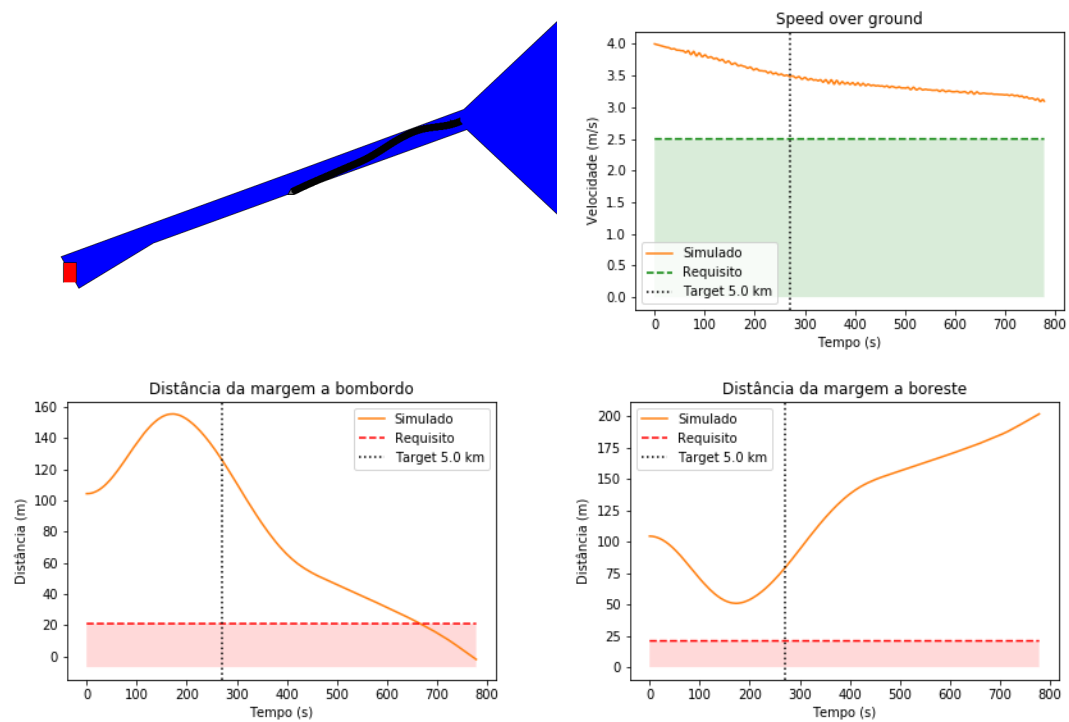 Speed over ground
Velocidade (m/s)
4.0
3.5
3.0
2.5
2.0
1.5
1.0
0.5
0.0
Simulado
Requisito
Target 5.0 km
0 100 200 300 400 500 600 700 800
Tempo (s)
Distância da margem a bombordo
Distância (m)
160
140
120
100
80
60
40
20
0
Simulado
Requisito
Target 5.0 km
0 100 200 300 400 500 600 700 800
Tempo (s)
Distância da margem a boreste
Distância (m)
200
175
150
125
100
75
50
25
0
Simulado
Requisito
Target 5.0 km
0 100 200 300 400 500 600 700 800
Tempo (s)